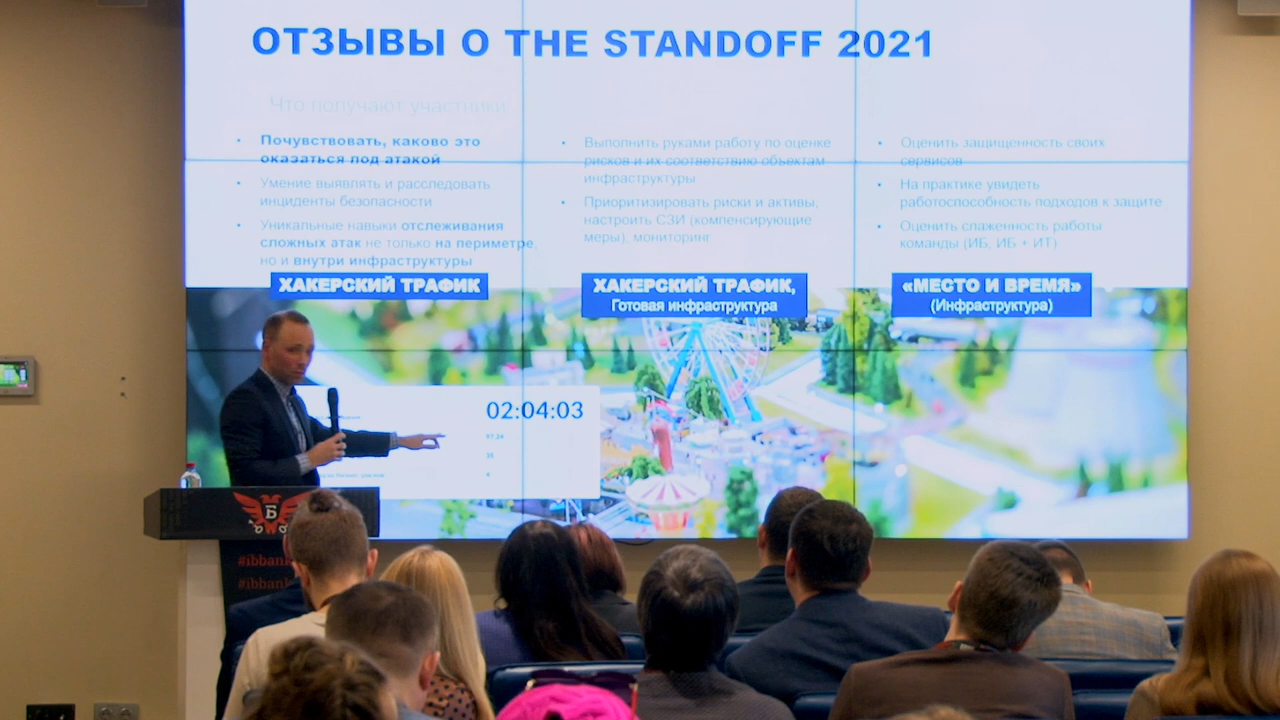 ОТЗЫВЫ О THE STANDOFF 2021
Что получают участники
• Почувствовать, каково это
оказаться под атакой
• Умение выявлять и расследовать
инциденты безопасности
• Уникальные навыки отслеживания
сложных атак не только на периметре,
но и внутри инфраструктуры
ХАКЕРСКИЙ ТРАФИК
• Выполнить руками работу по оценке
рисков и их соответствию объектам
инфраструктуры
• Приоритизировать риски и активы,
настроить СЗИ (компенсирующие
меры), мониторинг
ХАКЕРСКИЙ ТРАФИК,
Готовая инфраструктура
• Оценить защищенность своих
сервисов
• На практике увидеть
работоспособность подходов к защите
• Оценить слаженность работы
команды (ИБ, ИБ + ИТ)
«МЕСТО И ВРЕМЯ»
(Инфраструктура)
02:04:03
97.24
35
4
Б
#ibbank
#ibbank